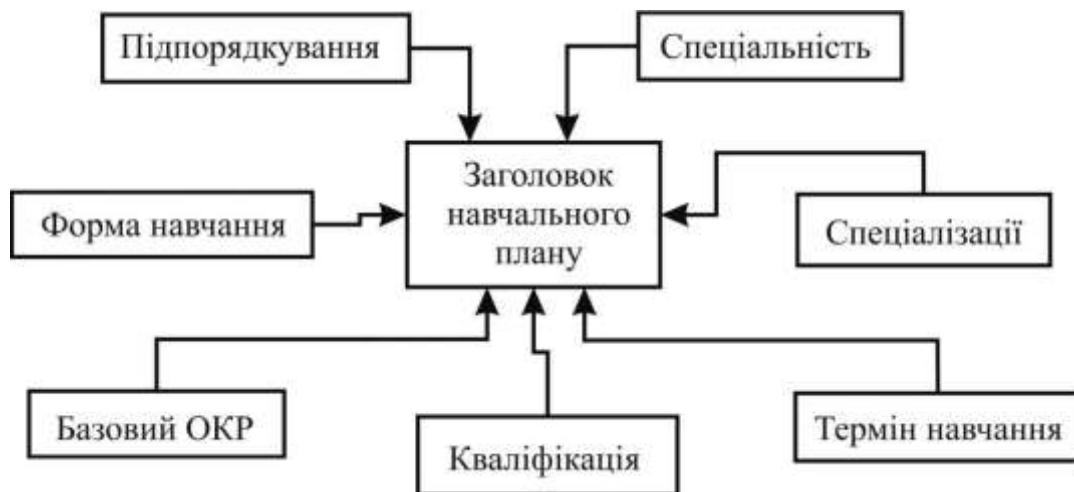 Підпорядкування
Спеціальність
Заголовок
навчального
плану
Форма навчання
Спеціалізації
Базовий ОКР
Кваліфікація
Термін навчання